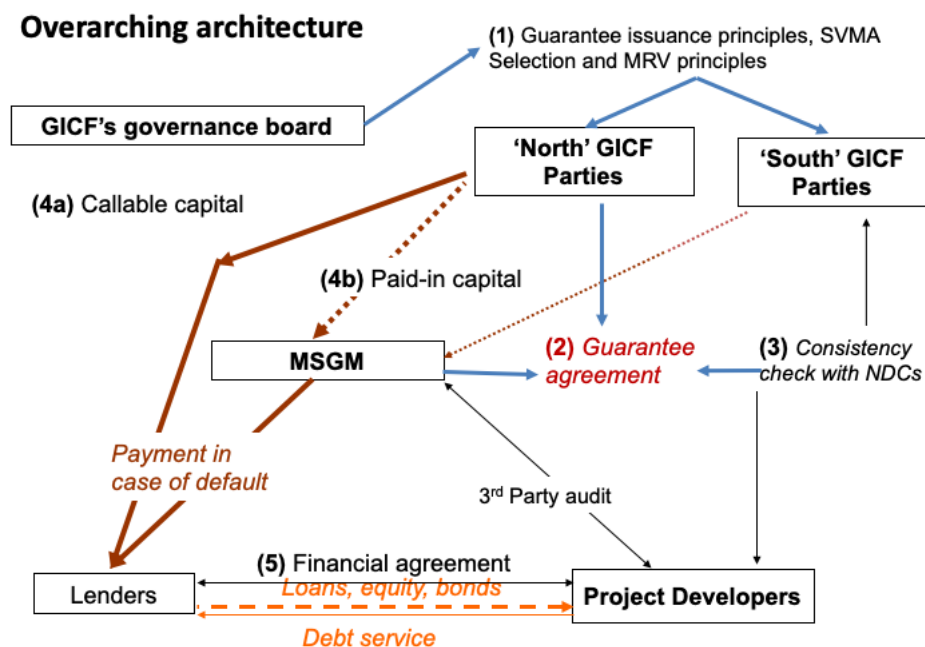 Overarching architecture
(1) Guarantee issuance principles, SVMA
Selection and MRV principles
GICF's governance board
'North' GICF
Parties
'South' GICF
Parties
(4a) Callable capital
(4b) Paid-in capital
MSGM
(2) Guarantee
agreement
(3) Consistency
check with NDCs
Payment in
case of default
3rd Party audit
(5) Financial agreement
Lenders
Loans, equity, bonds
Project Developers
Debt service